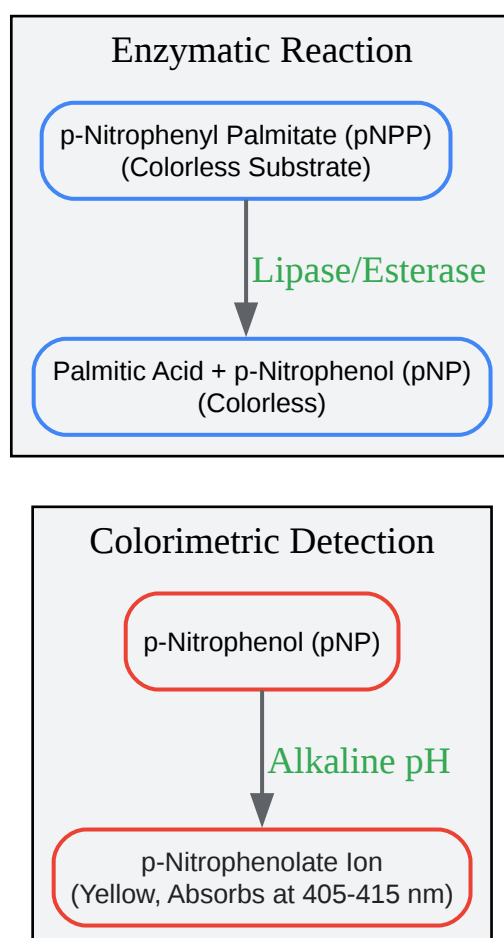 Enzymatic Reaction
p-Nitrophenyl Palmitate (pNPP)
(Colorless Substrate)
Lipase/Esterase
Palmitic Acid + p-Nitrophenol (pNP)
(Colorless)
Colorimetric Detection
p-Nitrophenol (pNP)
Alkaline pH
p-Nitrophenolate Ion
(Yellow, Absorbs at 405-415 nm)